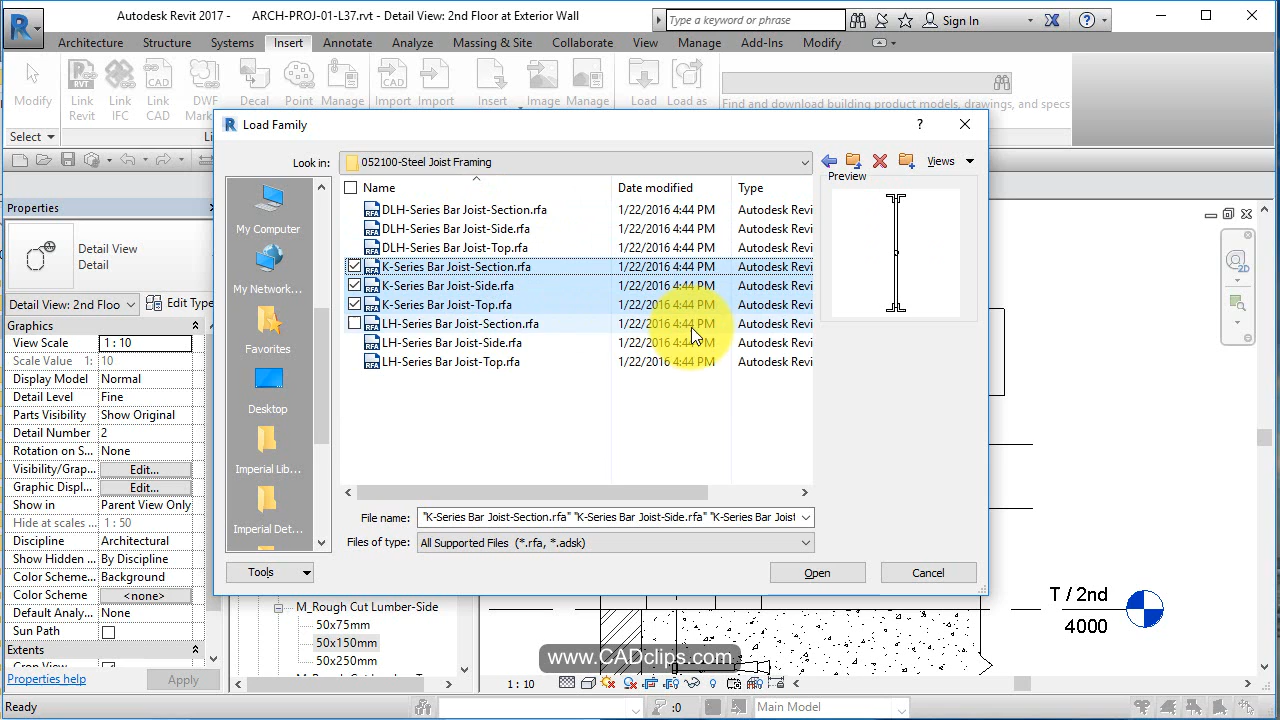 Autodesk Revit 2017 - ARCH-PROJ-01-L37.rvt - Detail View: 2nd Floor at Exterior Wall
Type a keyword or phrase
Sign In
Architecture Structure Systems Insert Annotate Analyze Massing & Site Collaborate View Manage Add-Ins Modify
Modify
Link Revit
Link IFC
Link CAD
DWF
Decal
Point
Manage
Import
Import
Insert
Image
Manage
Load
Load as
Find and download building product models, drawings, and specs
Select
Load Family
Look in: 052100-Steel Joist Framing
Views
Preview
My Computer
My Network...
Favorites
Desktop
Imperial Lib...
Imperial Det...
Name Date modified Type
DLH-Series Bar Joist-Section.rfa 1/22/2016 4:44 PM Autodesk Revi
DLH-Series Bar Joist-Side.rfa 1/22/2016 4:44 PM Autodesk Revi
DLH-Series Bar Joist-Top.rfa 1/22/2016 4:44 PM Autodesk Revi
K-Series Bar Joist-Section.rfa 1/22/2016 4:44 PM Autodesk Revi
K-Series Bar Joist-Side.rfa 1/22/2016 4:44 PM Autodesk Revi
K-Series Bar Joist-Top.rfa 1/22/2016 4:44 PM Autodesk Revi
LH-Series Bar Joist-Section.rfa 1/22/2016 4:44 PM Autodesk Revi
LH-Series Bar Joist-Side.rfa 1/22/2016 4:44 PM Autodesk Revi
LH-Series Bar Joist-Top.rfa 1/22/2016 4:44 PM Autodesk Revi
File name: "K-Series Bar Joist-Section.rfa" "K-Series Bar Joist-Side.rfa" "K-Series Bar Joist
Files of type: All Supported Files (*.rfa, *.adsk)
Tools
Open
Cancel
Properties
Detail View
Detail
Detail View: 2nd Floo
Edit Type
Graphics
View Scale 1 : 10
Scale Value 1: 10
Display Model Normal
Detail Level Fine
Parts Visibility Show Original
Detail Number 2
Rotation on S... None
Visibility/Grap... Edit...
Graphic Displ... Edit...
Show in Parent View Only
Hide at scales ... 1 : 50
Discipline Architectural
Show Hidden ... By Discipline
Color Scheme... Background
Color Scheme <none>
Default Analy... None
Sun Path
Extents
Properties help
Apply
M_Rough Cut Lumber-Side
50x75mm
50x150mm
50x250mm
T / 2nd
4000
www.CADclips.com
1 : 10
Ready
:0
Main Model